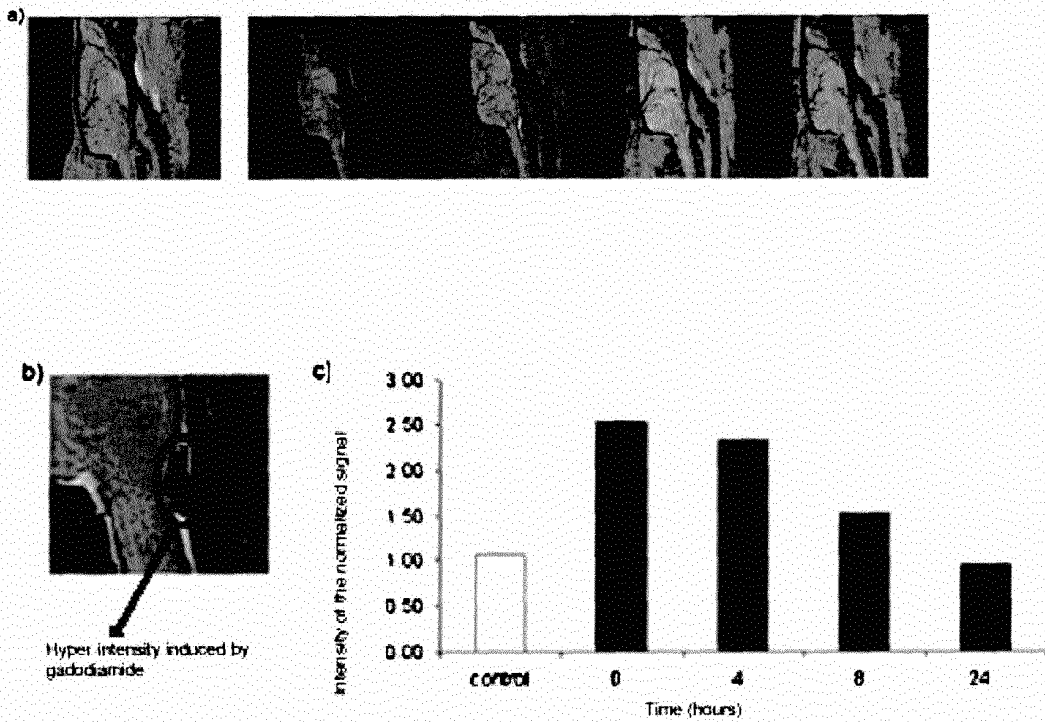 a)
b)
Hyper intensity induced by
gadodiamide
c)
Intensity of the normalized signal
3 00
2 50
2 00
1 50
1 00
0 50
0 00
control
0
4
8
24
Time (hours)